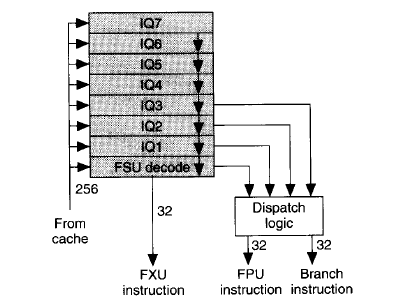 IQ7
IQ6
IQ5
IQ4
IQ3
IQ2
IQ1
FSU decode
256
From
cache
32
FXU
instruction
Dispatch
logic
32
32
FPU
instruction
Branch
instruction